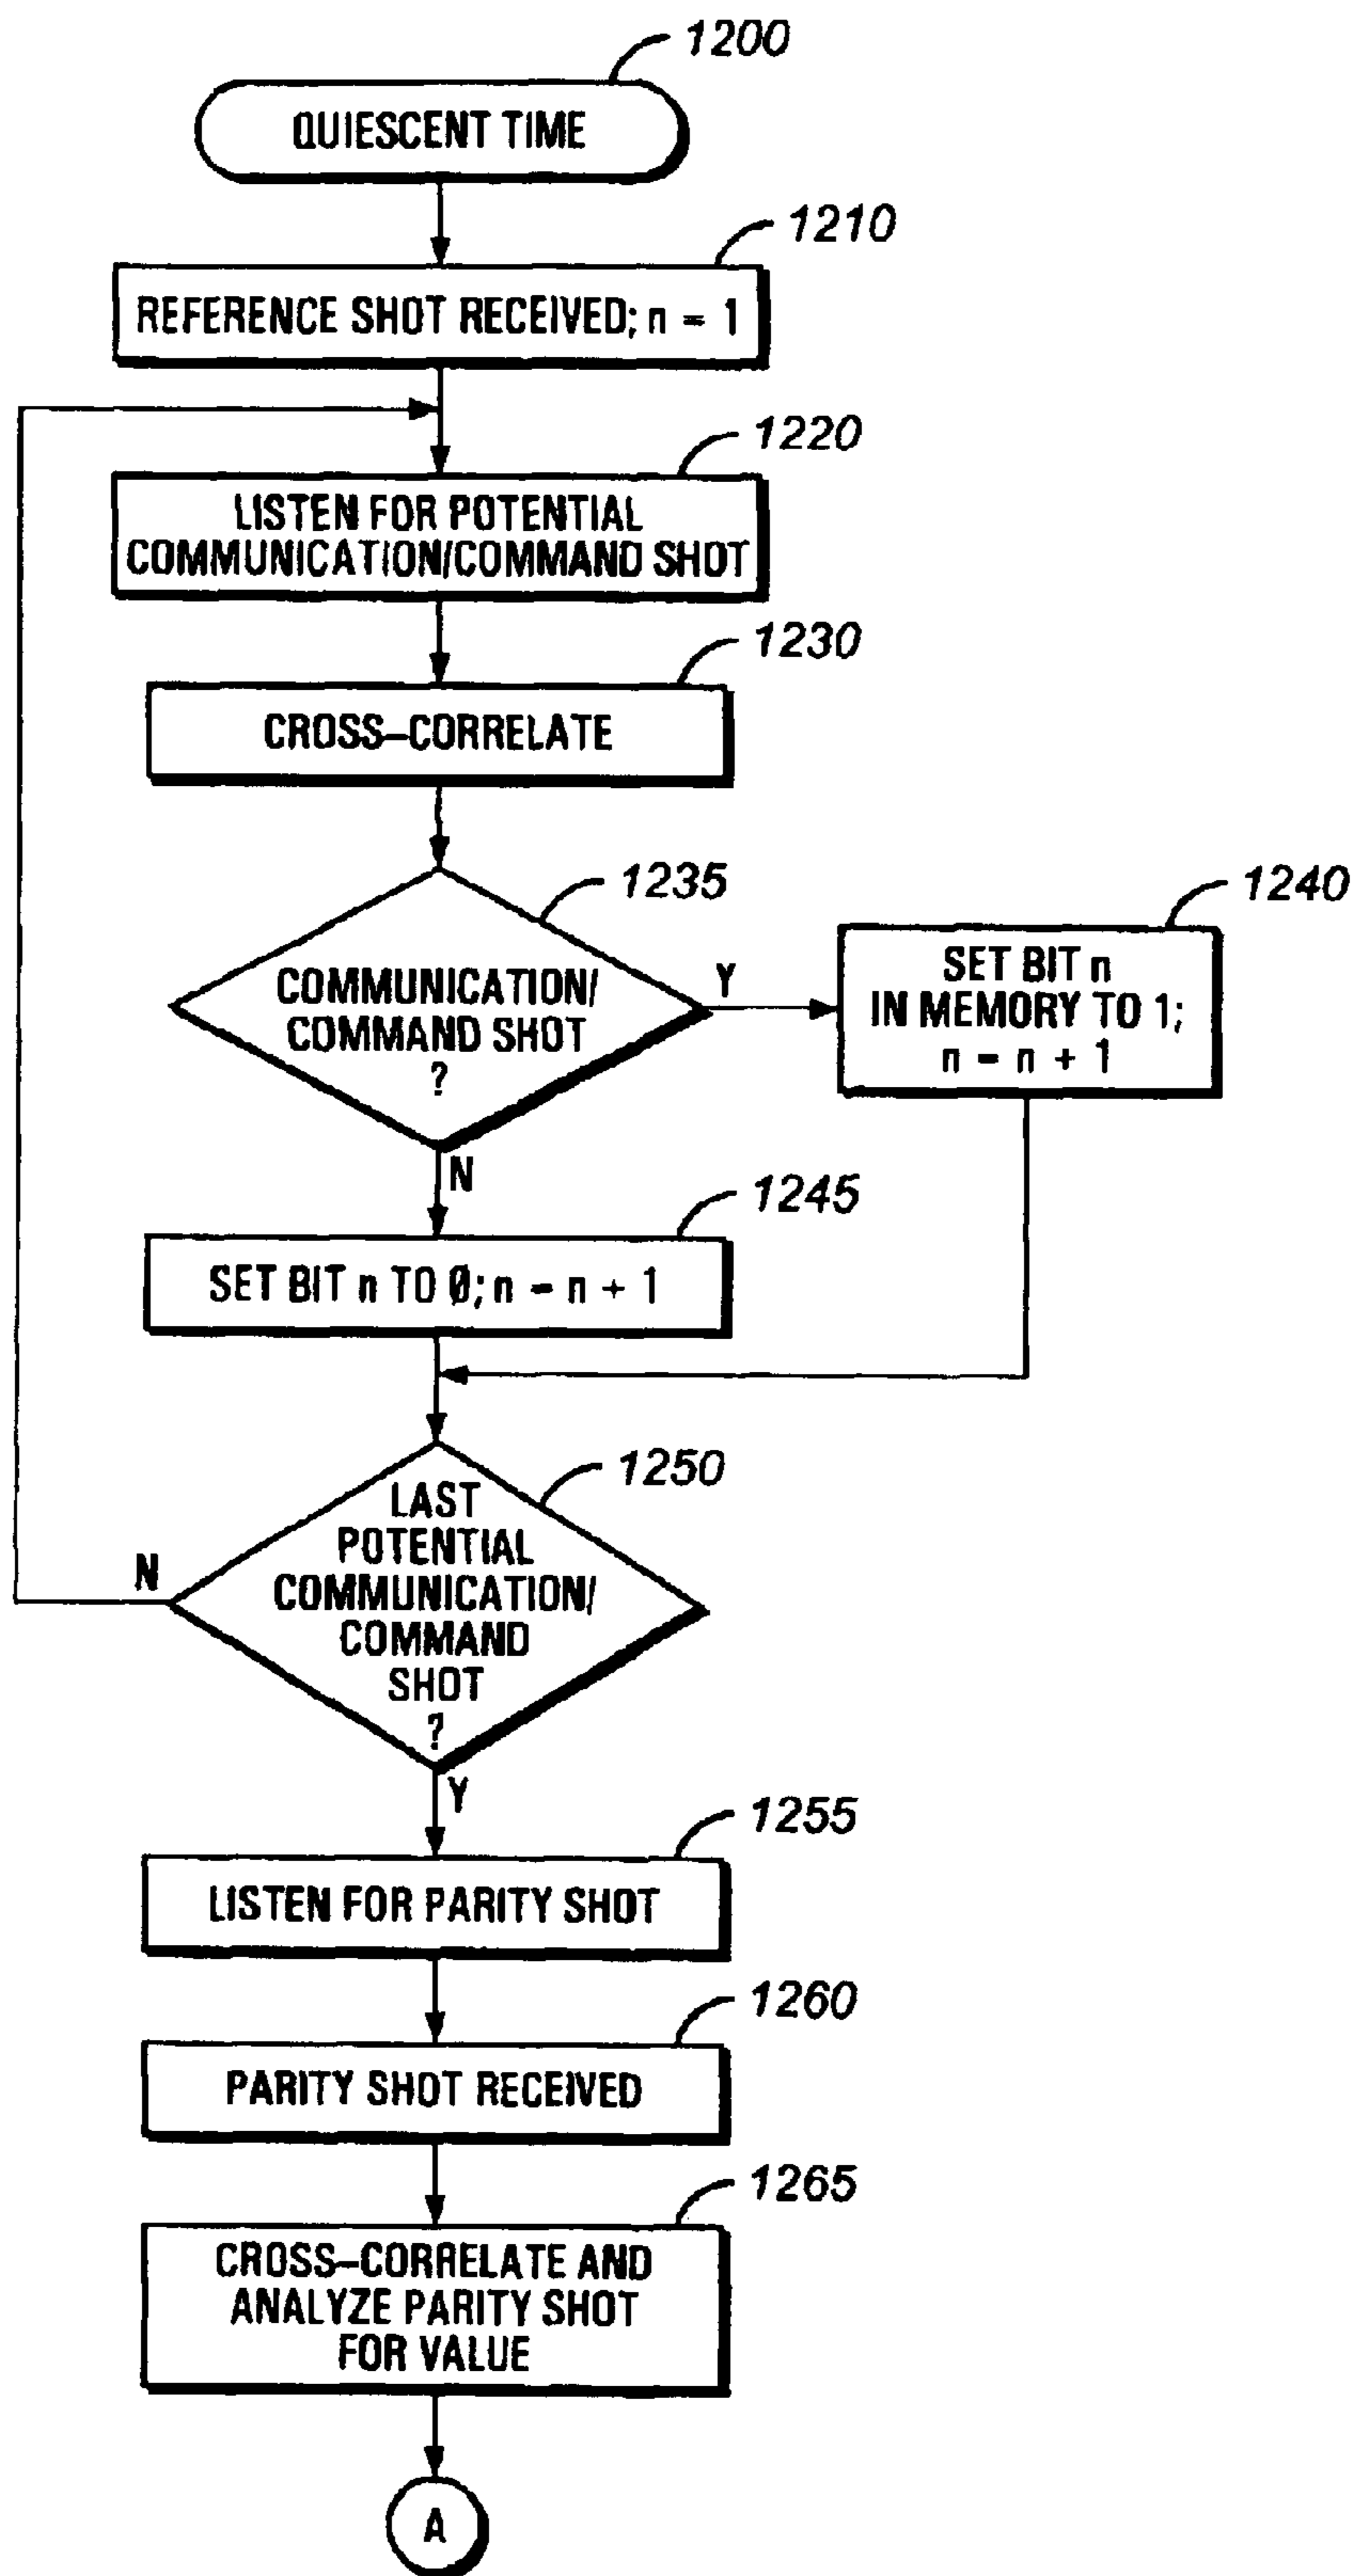 1200
QUIESCENT TIME
1210
REFERENCE SHOT RECEIVED; n = 1
1220
LISTEN FOR POTENTIAL
COMMUNICATION/COMMAND SHOT
1230
CROSS-CORRELATE
1235
COMMUNICATION/
COMMAND SHOT
?
Y
1240
SET BIT n
IN MEMORY TO 1;
n = n + 1
N
1245
SET BIT n TO Ø; n = n + 1
1250
LAST
POTENTIAL
COMMUNICATION/
COMMAND
SHOT
?
N
Y
1255
LISTEN FOR PARITY SHOT
1260
PARITY SHOT RECEIVED
1265
CROSS-CORRELATE AND
ANALYZE PARITY SHOT
FOR VALUE
A